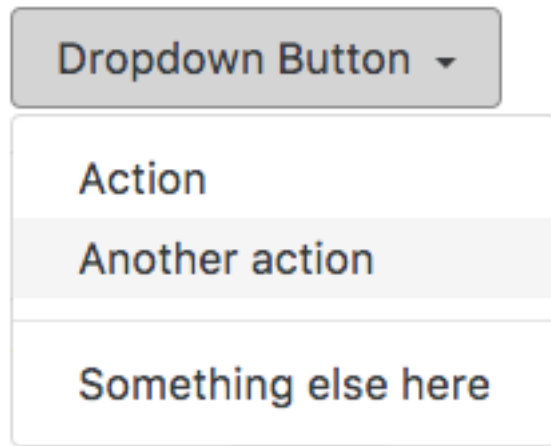 Dropdown Button
Action
Another action
Something else here